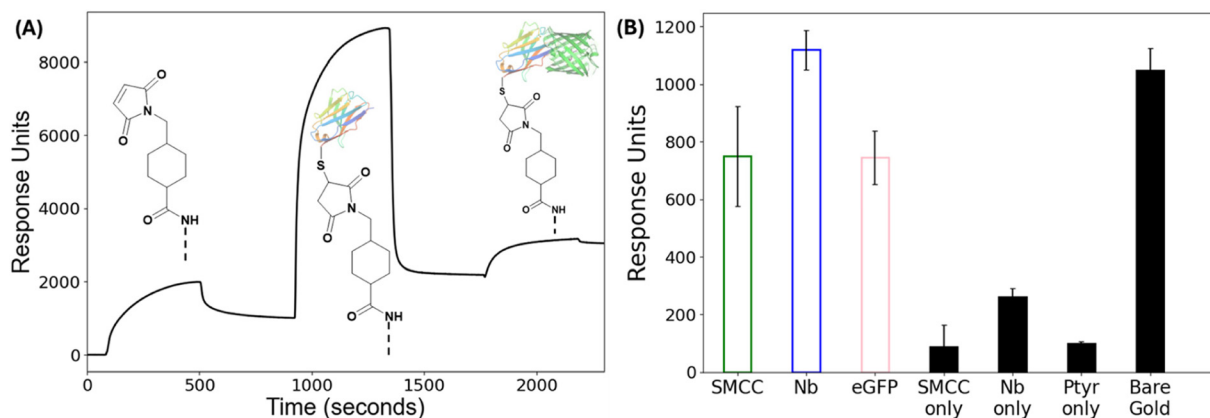 (A)
Response Units
8000
6000
4000
2000
0
0
500
1000
1500
2000
Time (seconds)
O
N
O
O
NH
S
O
N
O
O
NH
S
O
N
O
O
NH
(B)
Response Units
1200
1000
800
600
400
200
0
SMCC
Nb
eGFP
SMCC
only
Nb
only
Ptyr
only
Bare
Gold